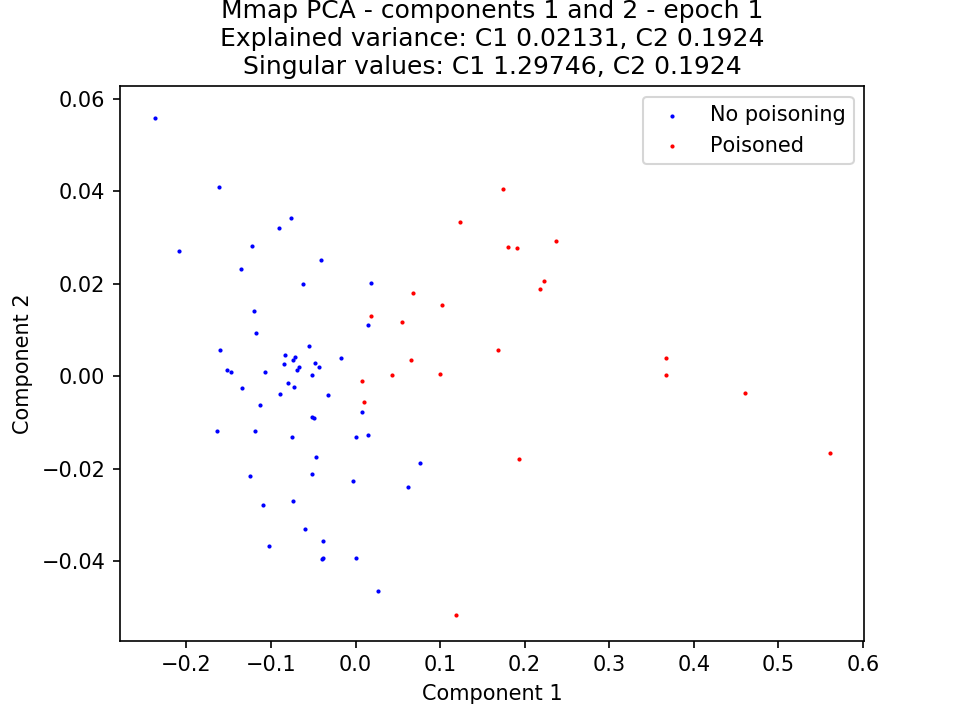 Mmap PCA - components 1 and 2 - epoch 1
Explained variance: C1 0.02131, C2 0.1924
Singular values: C1 1.29746, C2 0.1924
No poisoning
Poisoned
0.06
0.04
0.02
0.00
−0.02
−0.04
Component 2
−0.2
−0.1
0.0
0.1
0.2
0.3
0.4
0.5
0.6
Component 1